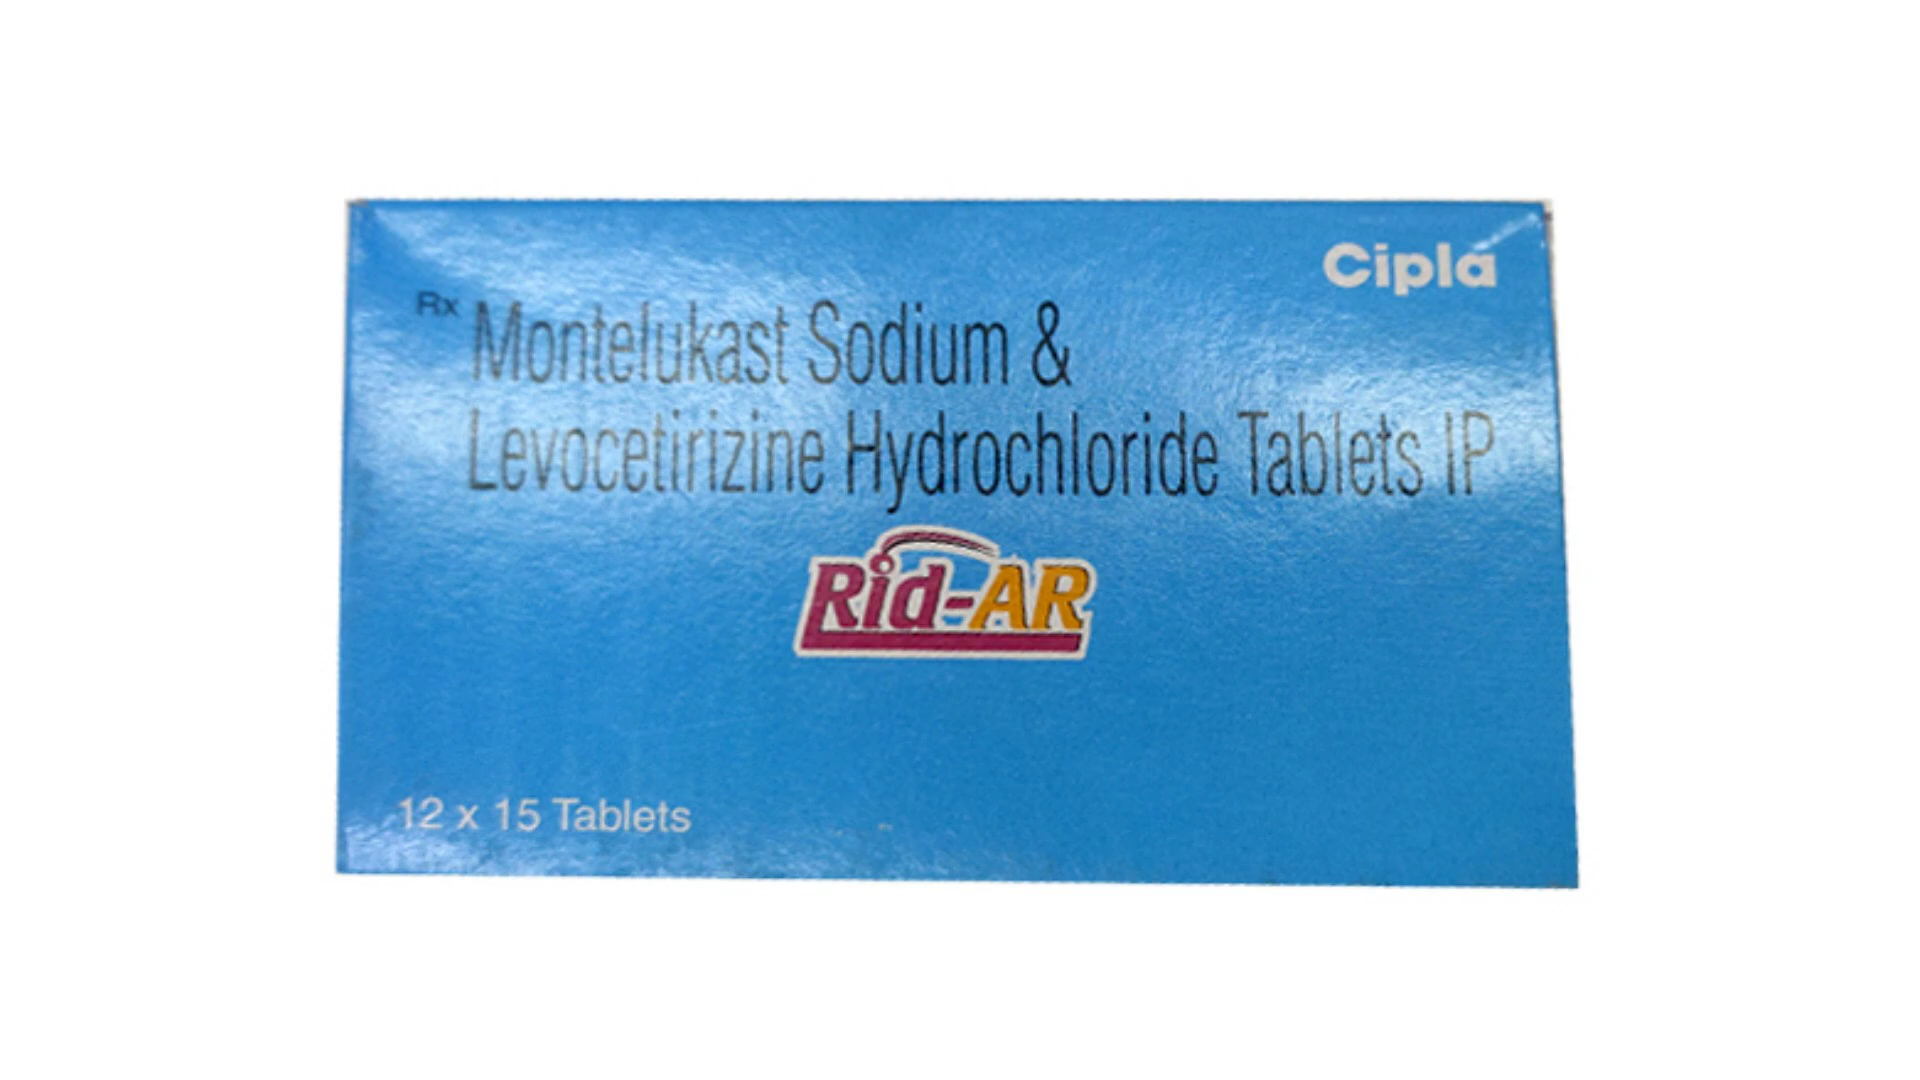 Cipla
Rx Montelukast Sodium &
Levocetirizine Hydrochloride Tablets IP
Rid-AR
12 x 15 Tablets